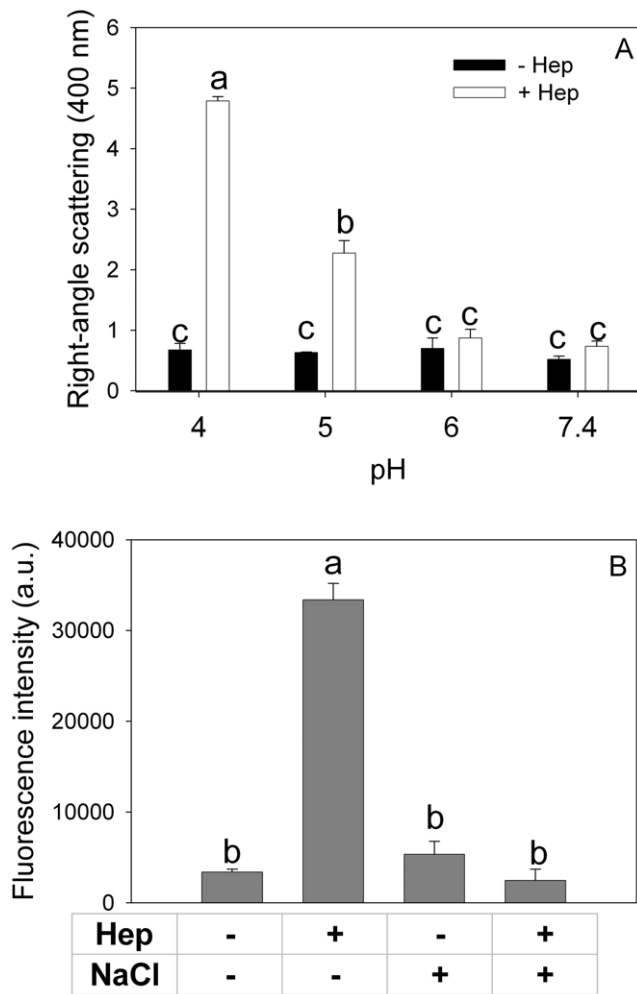 A
- Hep
+ Hep
Right-angle scattering (400 nm)
6
5
4
3
2
1
0
a
b
c c c c c c
4 5 6 7.4
pH
B
Fluorescence intensity (a.u.)
40000
30000
20000
10000
0
a
b b b
Hep - + - +
NaCl - - + +